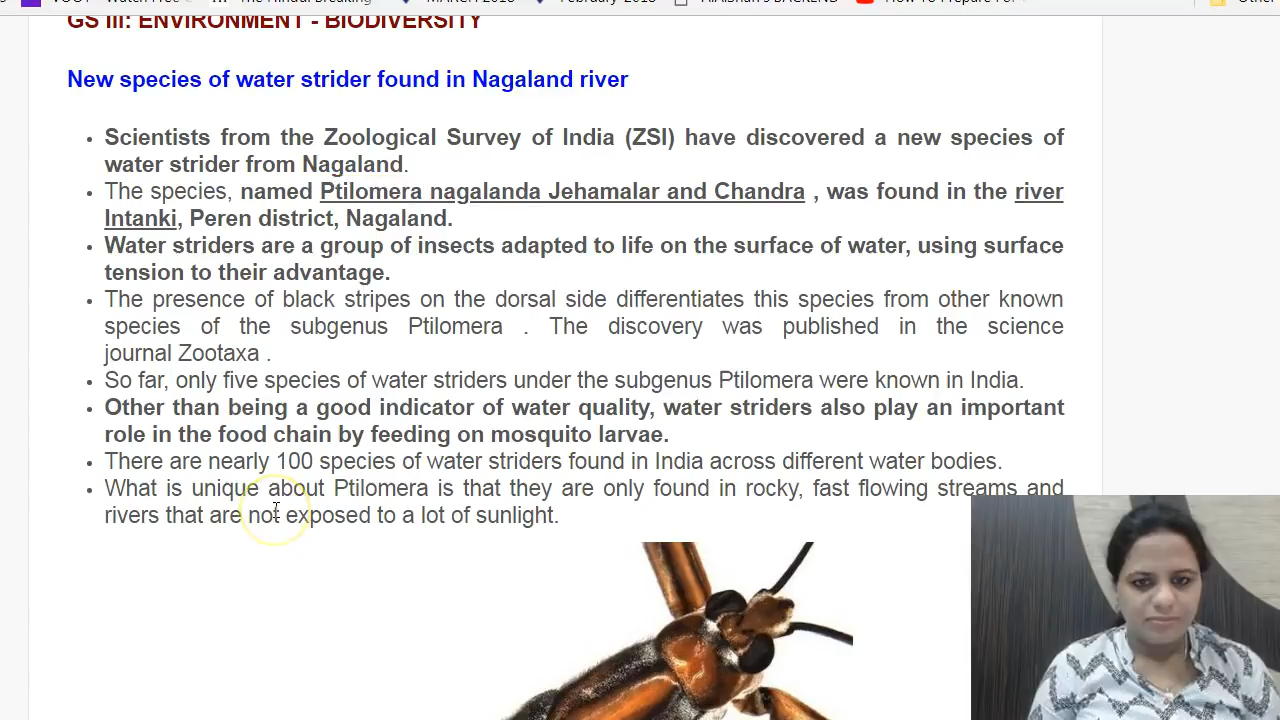 GS III: ENVIRONMENT - BIODIVERSITY
New species of water strider found in Nagaland river
Scientists from the Zoological Survey of India (ZSI) have discovered a new species of
water strider from Nagaland.
The species, named Ptilomera nagalanda Jehamalar and Chandra , was found in the river
Intanki, Peren district, Nagaland.
Water striders are a group of insects adapted to life on the surface of water, using surface
tension to their advantage.
The presence of black stripes on the dorsal side differentiates this species from other known
species of the subgenus Ptilomera . The discovery was published in the science
journal Zootaxa .
So far, only five species of water striders under the subgenus Ptilomera were known in India.
Other than being a good indicator of water quality, water striders also play an important
role in the food chain by feeding on mosquito larvae.
There are nearly 100 species of water striders found in India across different water bodies.
What is unique about Ptilomera is that they are only found in rocky, fast flowing streams and
rivers that are not exposed to a lot of sunlight.